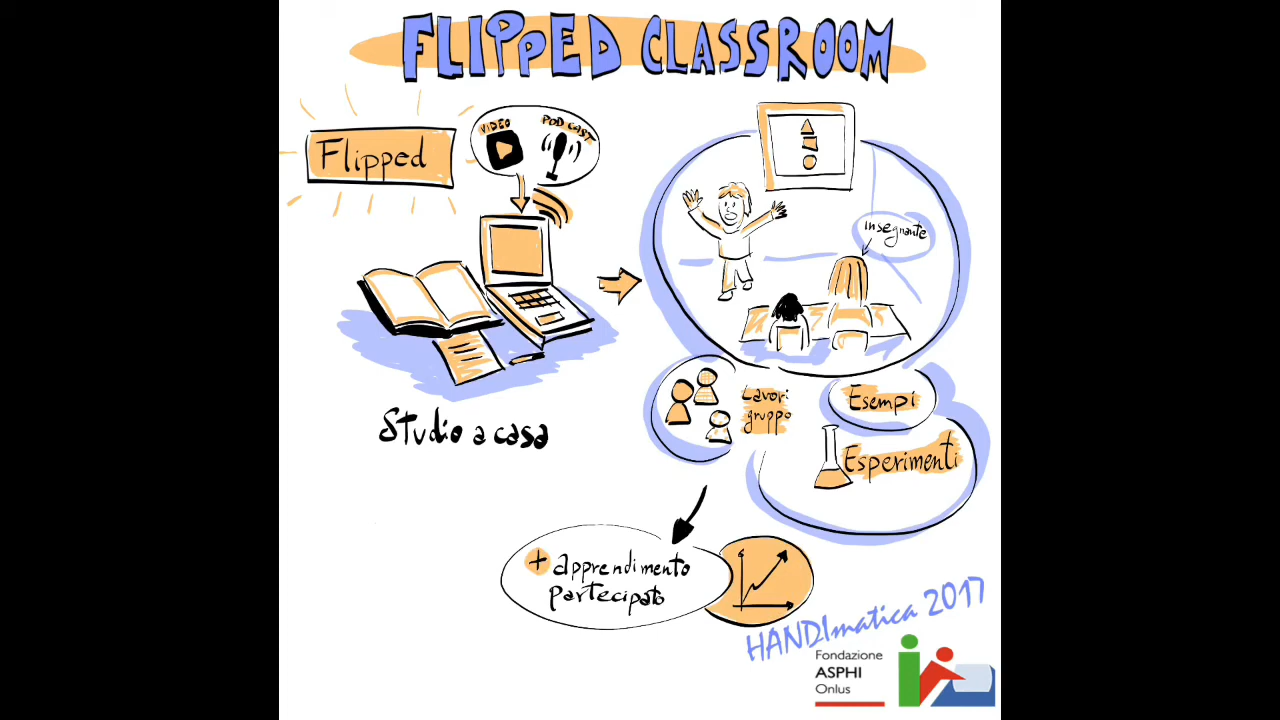 FLIPPED CLASSROOM
Flipped
VIDEO
PODCAST
insegnante
Studio a casa
Lavori
gruppo
Esempi
Esperimenti
+ apprendimento
partecipato
HANDImatica 2017
Fondazione
ASPHI
Onlus